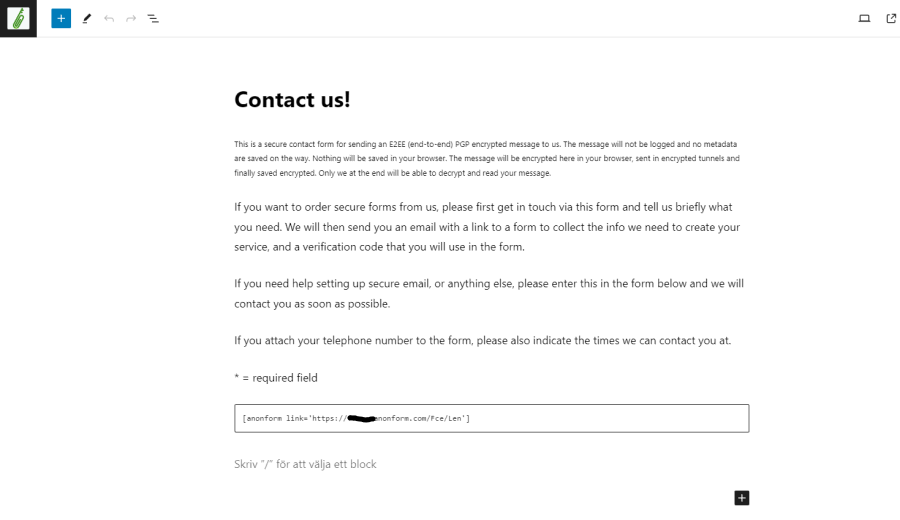 Contact us!
This is a secure contact form for sending an E2EE (end-to-end) PGP encrypted message to us. The message will not be logged and no metadata
are saved on the way. Nothing will be saved in your browser. The message will be encrypted here in your browser, sent in encrypted tunnels and
finally saved encrypted. Only we at the end will be able to decrypt and read your message.
If you want to order secure forms from us, please first get in touch via this form and tell us briefly what
you need. We will then send you an email with a link to a form to collect the info we need to create your
service, and a verification code that you will use in the form.
If you need help setting up secure email, or anything else, please enter this in the form below and we will
contact you as soon as possible.
If you attach your telephone number to the form, please also indicate the times we can contact you at.
* = required field
[anonform link='https:// anonform.com/Fce/Len']
Skriv "/" för att välja ett block